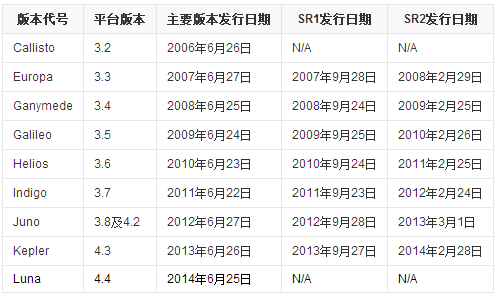 版本代号 平台版本 主要版本发行日期 SR1发行日期 SR2发行日期
Callisto 3.2 2006年6月26日 N/A N/A
Europa 3.3 2007年6月27日 2007年9月28日 2008年2月29日
Ganymede 3.4 2008年6月25日 2008年9月24日 2009年2月25日
Galileo 3.5 2009年6月24日 2009年9月25日 2010年2月26日
Helios 3.6 2010年6月23日 2010年9月24日 2011年2月25日
Indigo 3.7 2011年6月22日 2011年9月23日 2012年2月24日
Juno 3.8及4.2 2012年6月27日 2012年9月28日 2013年3月1日
Kepler 4.3 2013年6月26日 2013年9月27日 2014年2月28日
Luna 4.4 2014年6月25日 N/A N/A